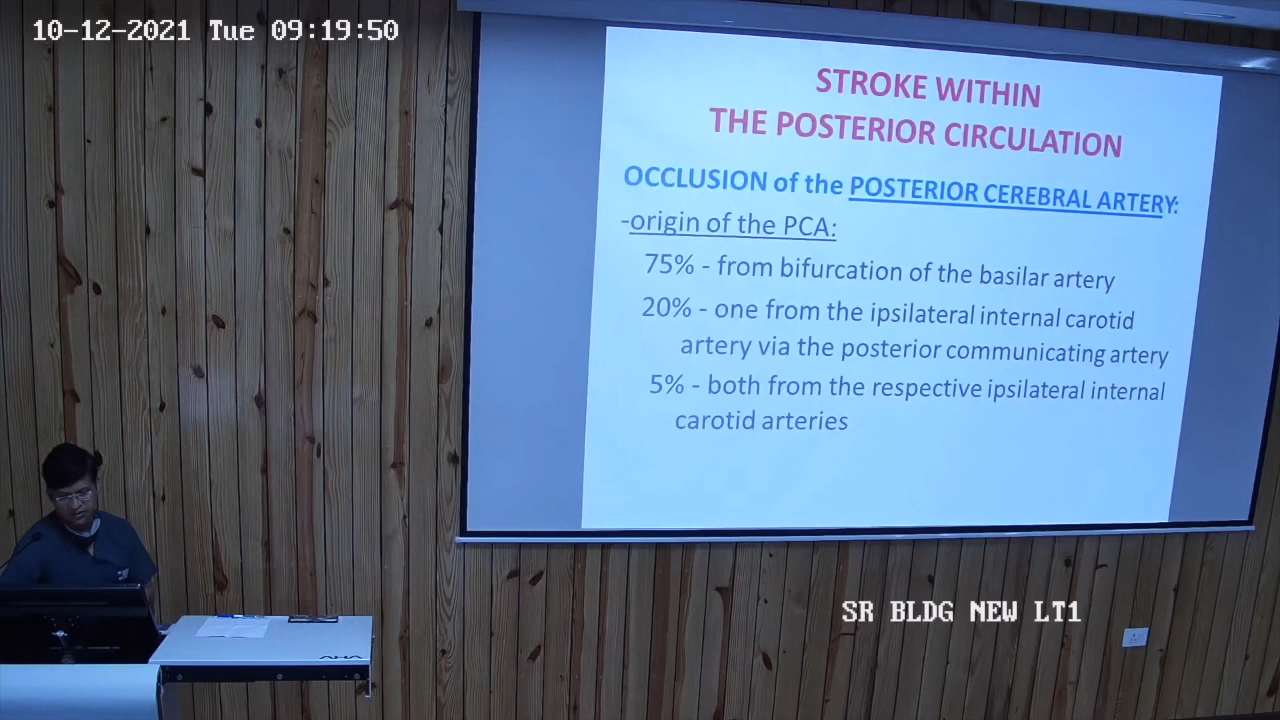 10-12-2021 Tue 09:19:50
STROKE WITHIN
THE POSTERIOR CIRCULATION
OCCLUSION of the POSTERIOR CEREBRAL ARTERY:
-origin of the PCA:
75% - from bifurcation of the basilar artery
20% - one from the ipsilateral internal carotid
artery via the posterior communicating artery
5% - both from the respective ipsilateral internal
carotid arteries
SR BLDG NEW LT1